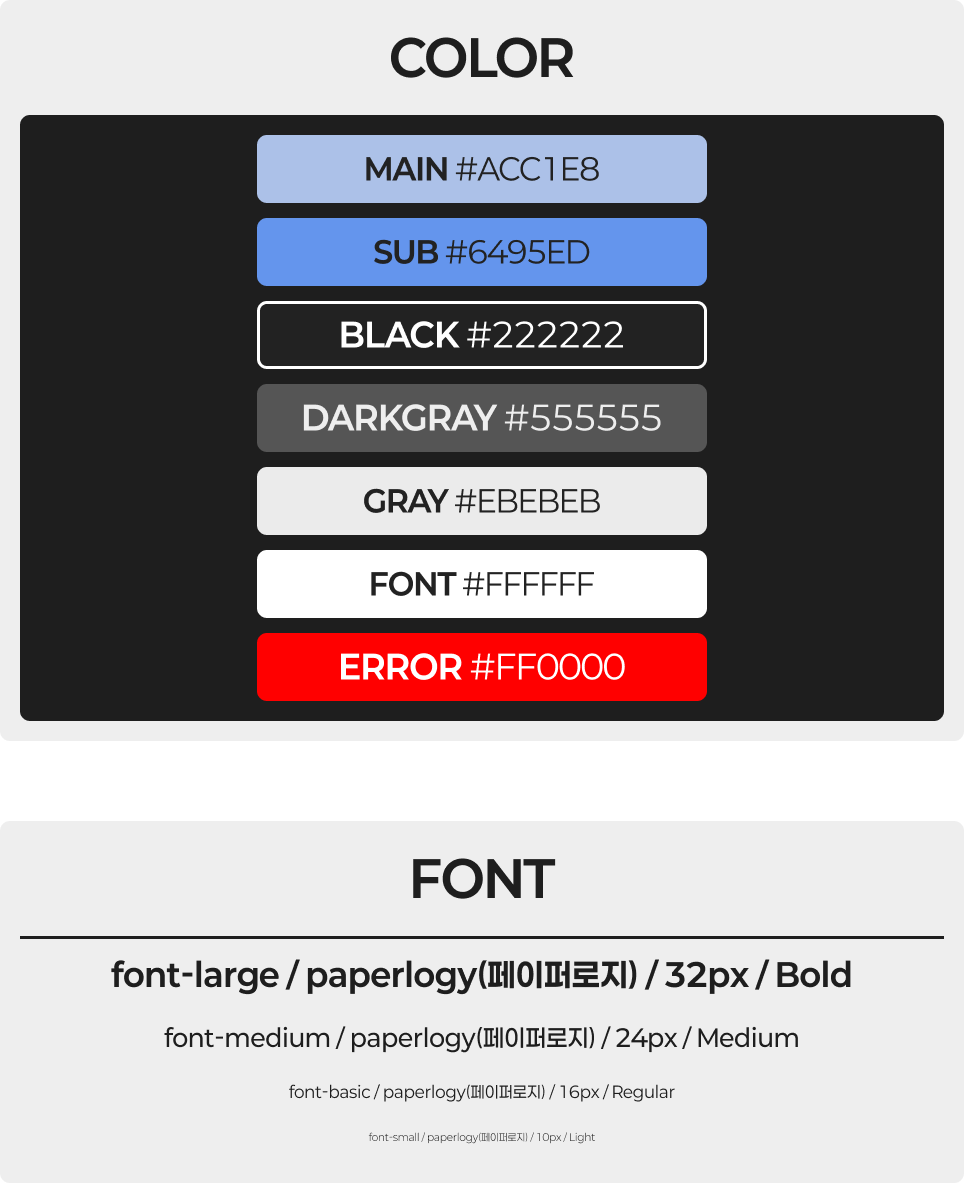 COLOR
MAIN #ACC1E8
SUB #6495ED
BLACK #222222
DARKGRAY #555555
GRAY #EBEBEB
FONT #FFFFFF
ERROR #FF0000
FONT
font-large / paperlogy(페이퍼로지) / 32px / Bold
font-medium / paperlogy(페이퍼로지) / 24px / Medium
font-basic / paperlogy(페이퍼로지) / 16px / Regular
font-small / paperlogy(페이퍼로지) / 10px / Light